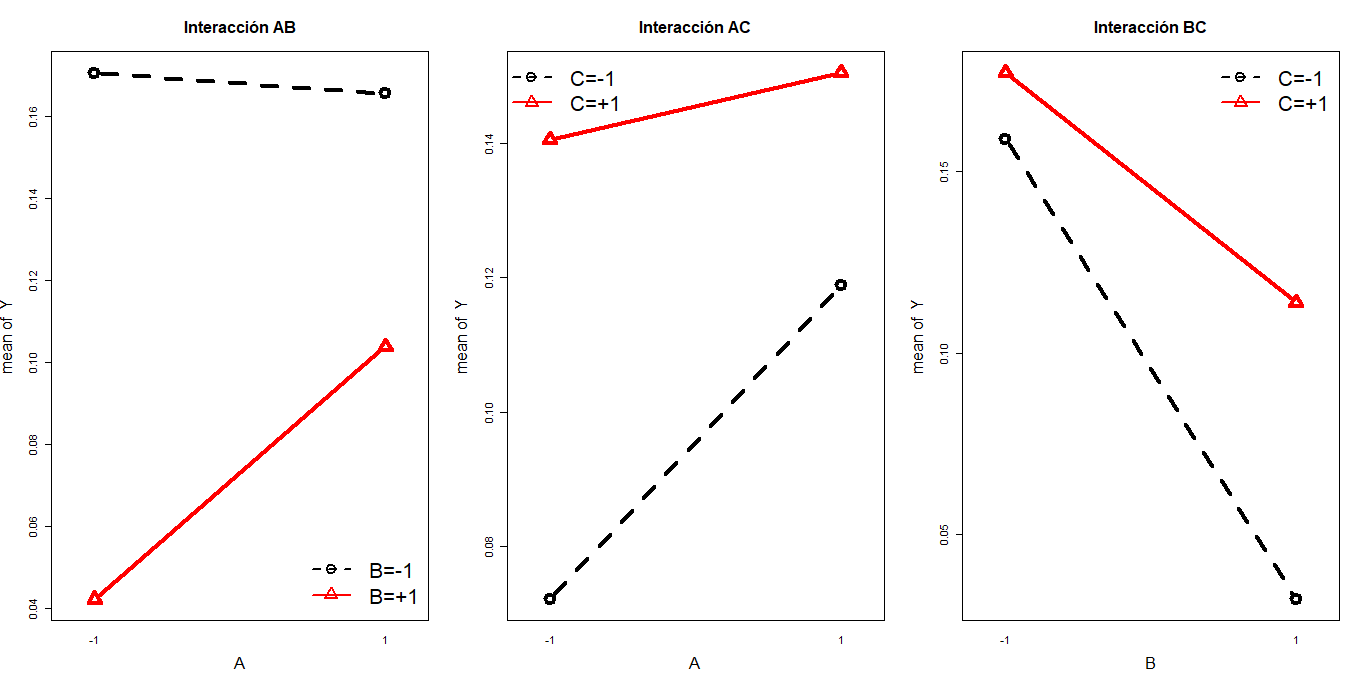 Interacción AB
mean of Y
0.16
0.14
0.12
0.10
0.08
0.06
0.04
B=-1
B=+1
-1
1
A
Interacción AC
mean of Y
C=-1
C=+1
0.14
0.12
0.10
0.08
-1
1
A
Interacción BC
mean of Y
C=-1
C=+1
0.15
0.10
0.05
-1
1
B